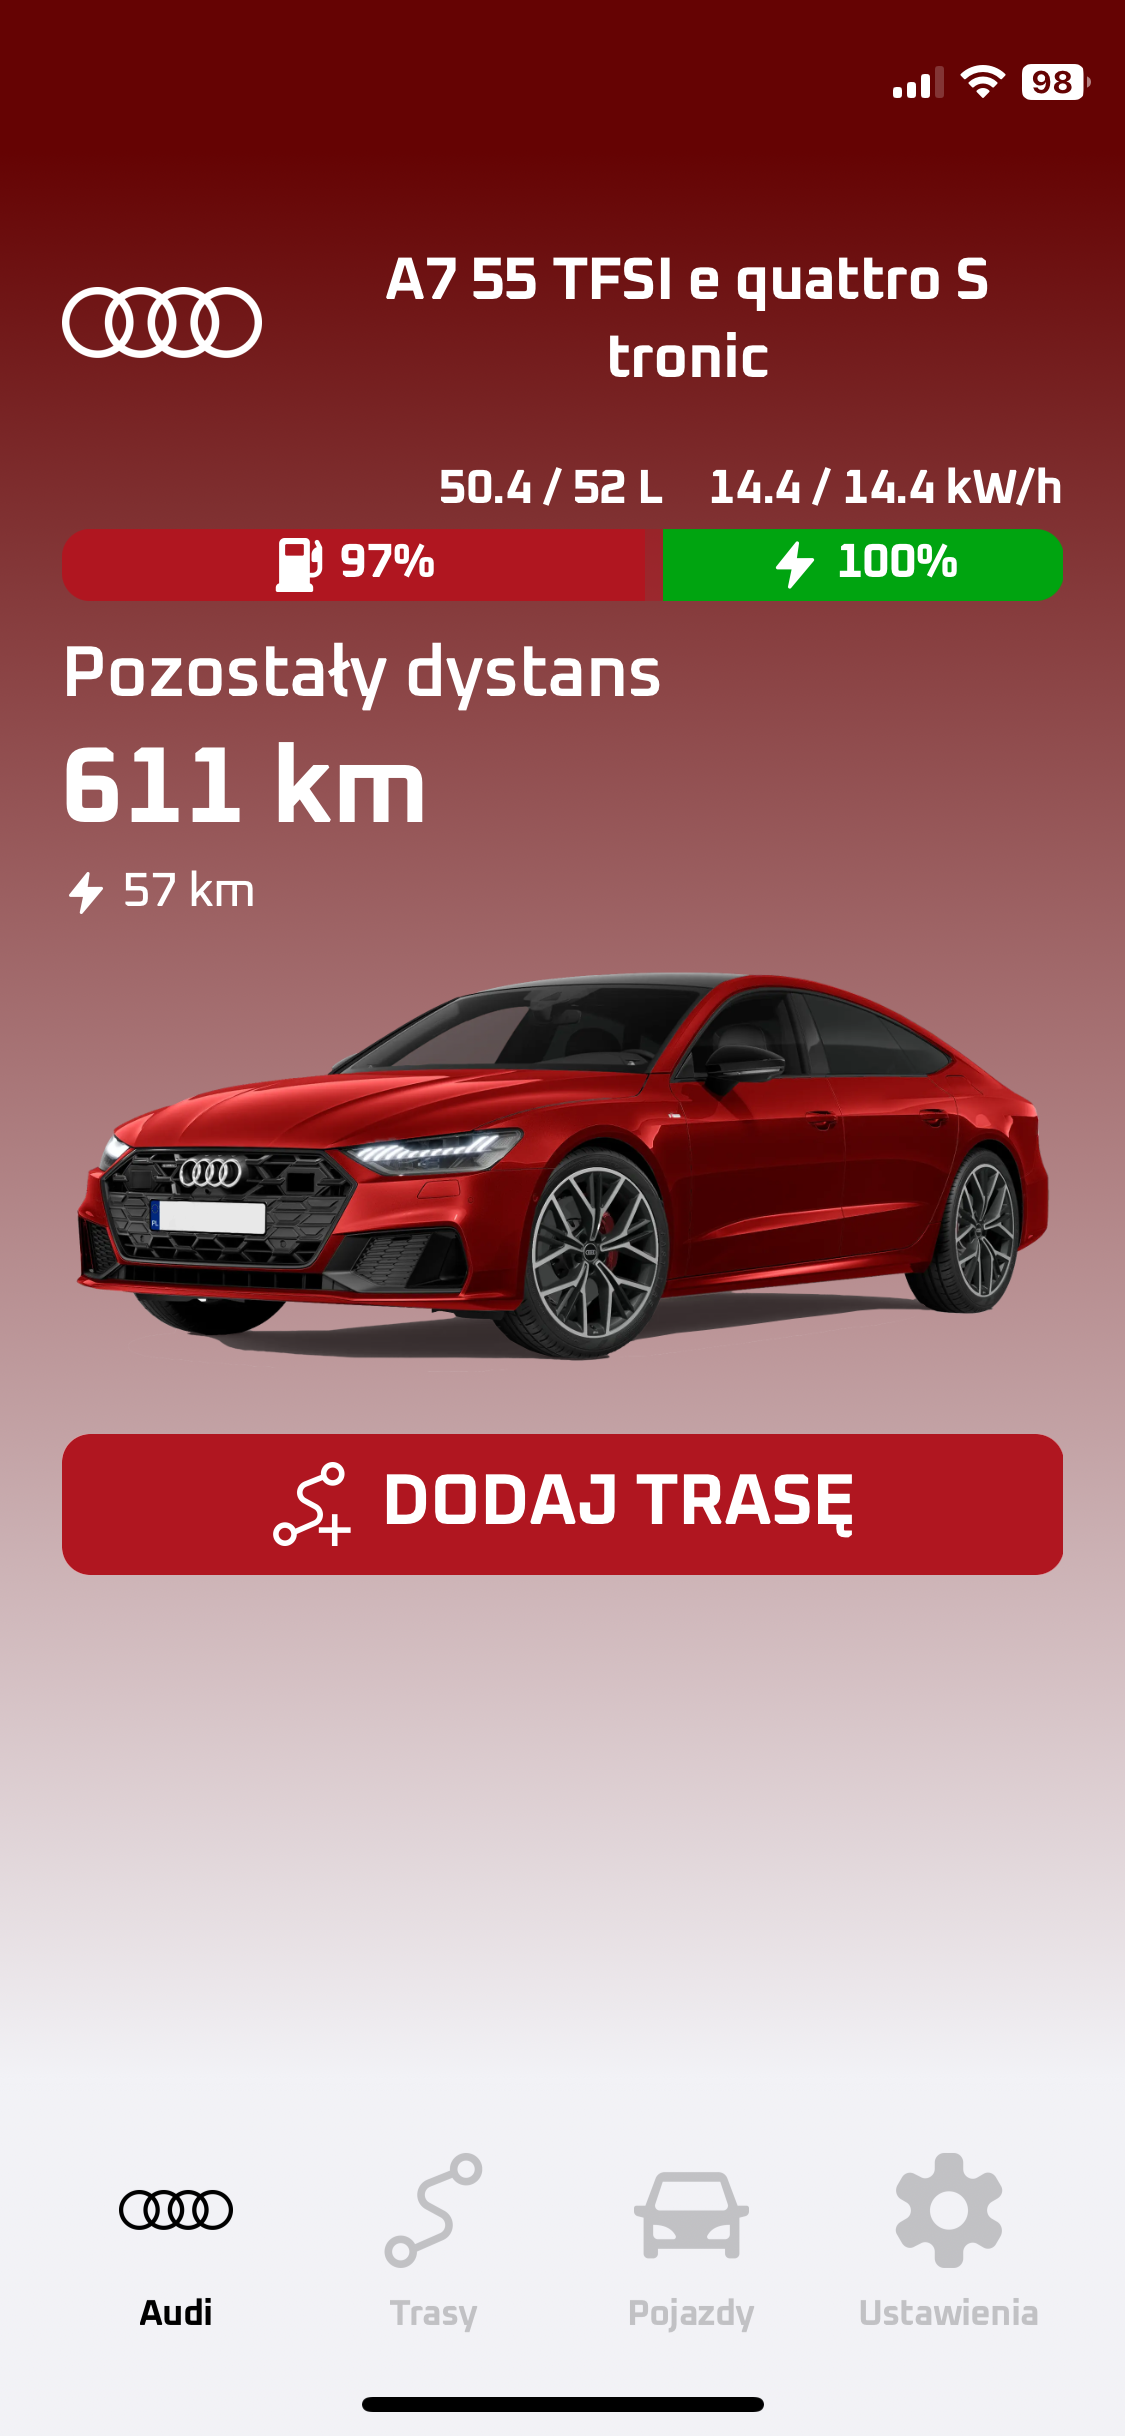 98
A7 55 TFSI e quattro S
tronic
50.4 / 52 L 14.4 / 14.4 kW/h
97% 100%
Pozostały dystans
611 km
57 km
PL
DODAJ TRASĘ
Audi Trasy Pojazdy Ustawienia